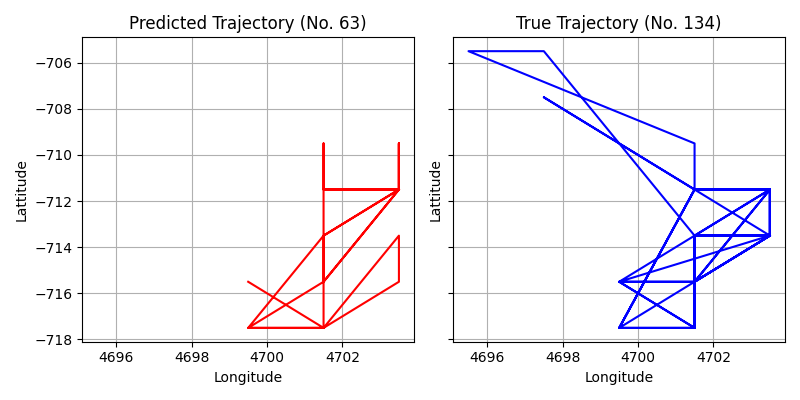 Predicted Trajectory (No. 63)
True Trajectory (No. 134)
Lattitude
−706
−708
−710
−712
−714
−716
−718
4696
4698
4700
4702
Longitude
Lattitude
4696
4698
4700
4702
Longitude